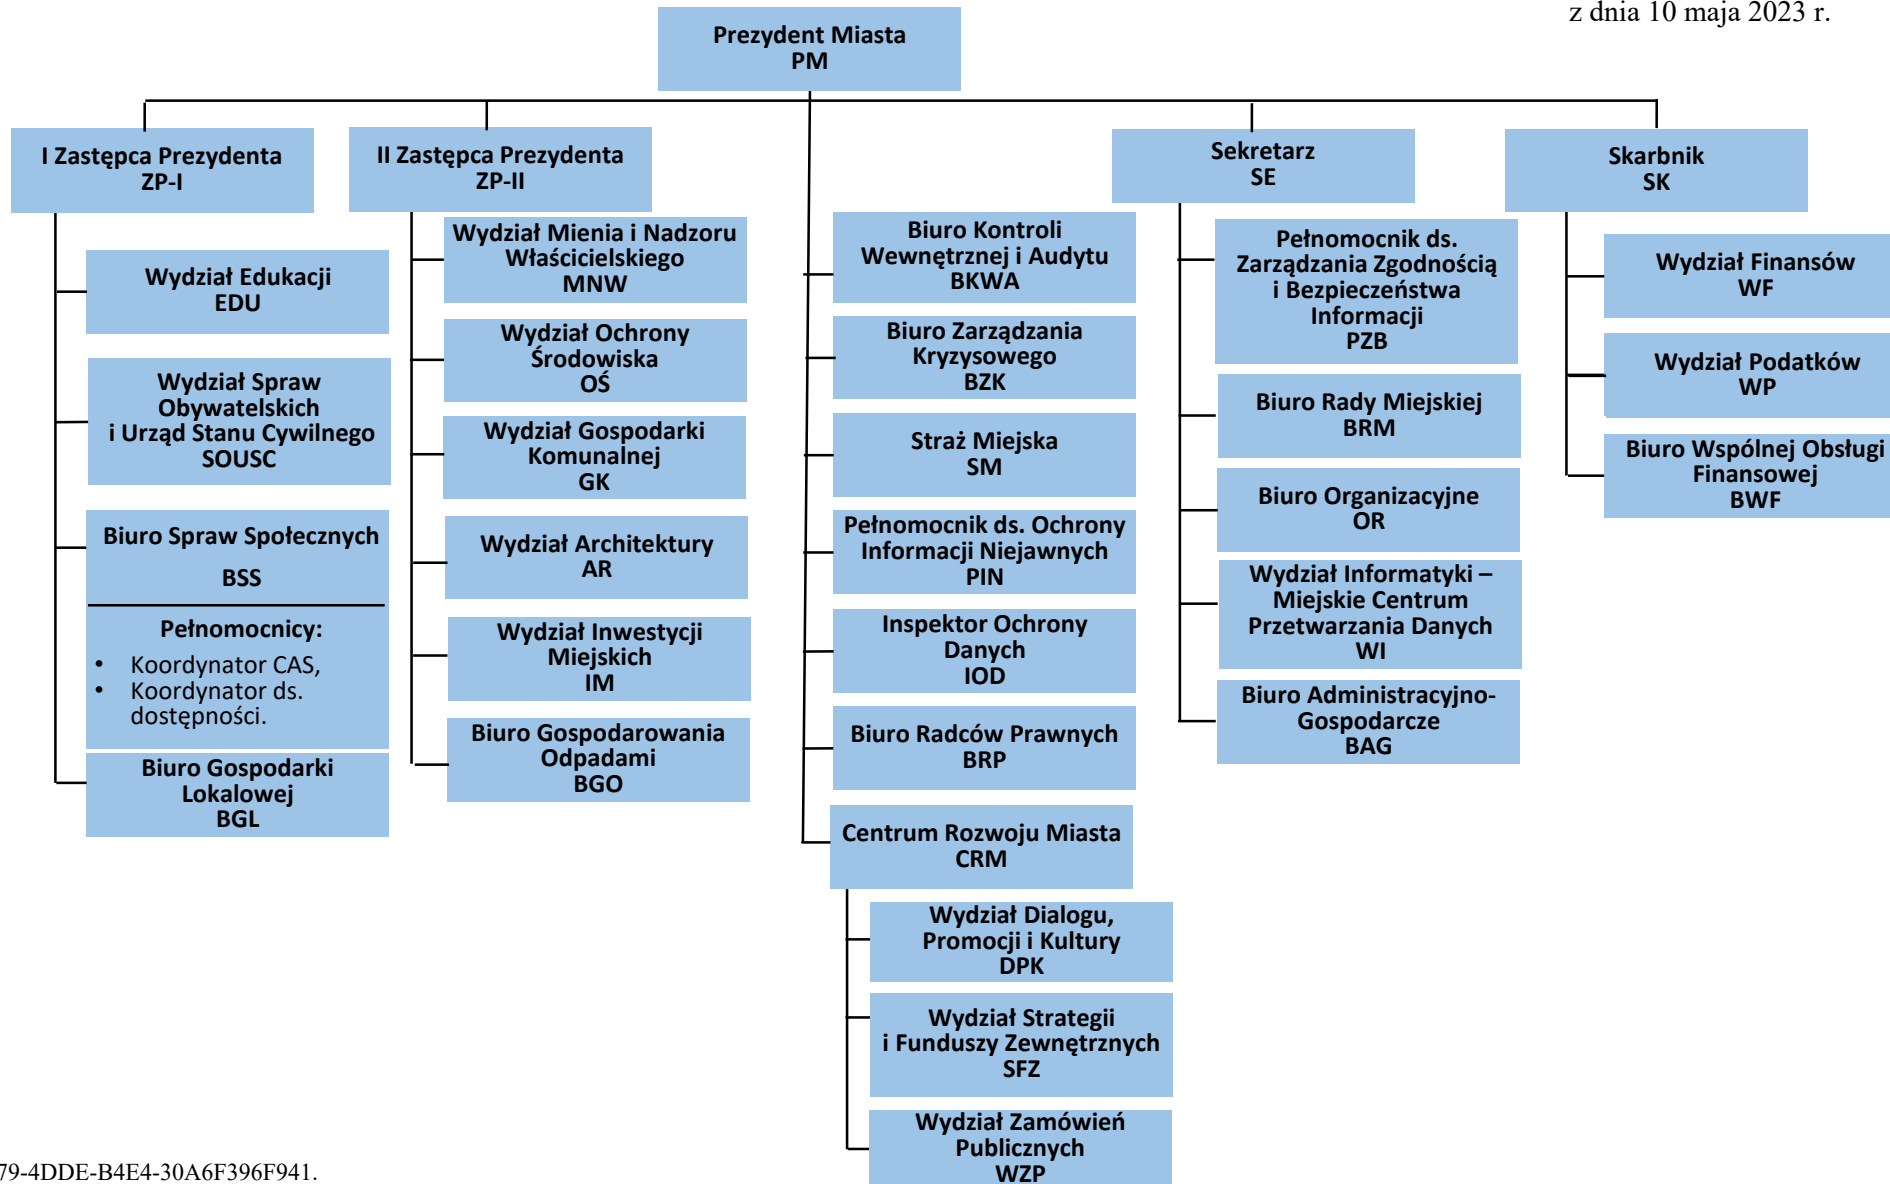 z dnia 10 maja 2023 r.
Prezydent Miasta
PM
I Zastępca Prezydenta
ZP-I
Wydział Edukacji
EDU
Wydział Spraw
Obywatelskich
i Urząd Stanu Cywilnego
SOUSC
Biuro Spraw Społecznych
BSS
Pełnomocnicy:
• Koordynator CAS,
• Koordynator ds.
dostępności.
Biuro Gospodarki
Lokalowej
BGL
II Zastępca Prezydenta
ZP-II
Wydział Mienia i Nadzoru
Właścicielskiego
MNW
Wydział Ochrony
Środowiska
OŚ
Wydział Gospodarki
Komunalnej
GK
Wydział Architektury
AR
Wydział Inwestycji
Miejskich
IM
Biuro Gospodarowania
Odpadami
BGO
Biuro Kontroli
Wewnętrznej i Audytu
BKWA
Biuro Zarządzania
Kryzysowego
BZK
Straż Miejska
SM
Pełnomocnik ds. Ochrony
Informacji Niejawnych
PIN
Inspektor Ochrony
Danych
IOD
Biuro Radców Prawnych
BRP
Centrum Rozwoju Miasta
CRM
Wydział Dialogu,
Promocji i Kultury
DPK
Wydział Strategii
i Funduszy Zewnętrznych
SFZ
Wydział Zamówień
Publicznych
WZP
Sekretarz
SE
Pełnomocnik ds.
Zarządzania Zgodnością
i Bezpieczeństwa
Informacji
PZB
Biuro Rady Miejskiej
BRM
Biuro Organizacyjne
OR
Wydział Informatyki –
Miejskie Centrum
Przetwarzania Danych
WI
Biuro Administracyjno-
Gospodarcze
BAG
Skarbnik
SK
Wydział Finansów
WF
Wydział Podatków
WP
Biuro Wspólnej Obsługi
Finansowej
BWF
79-4DDE-B4E4-30A6F396F941.